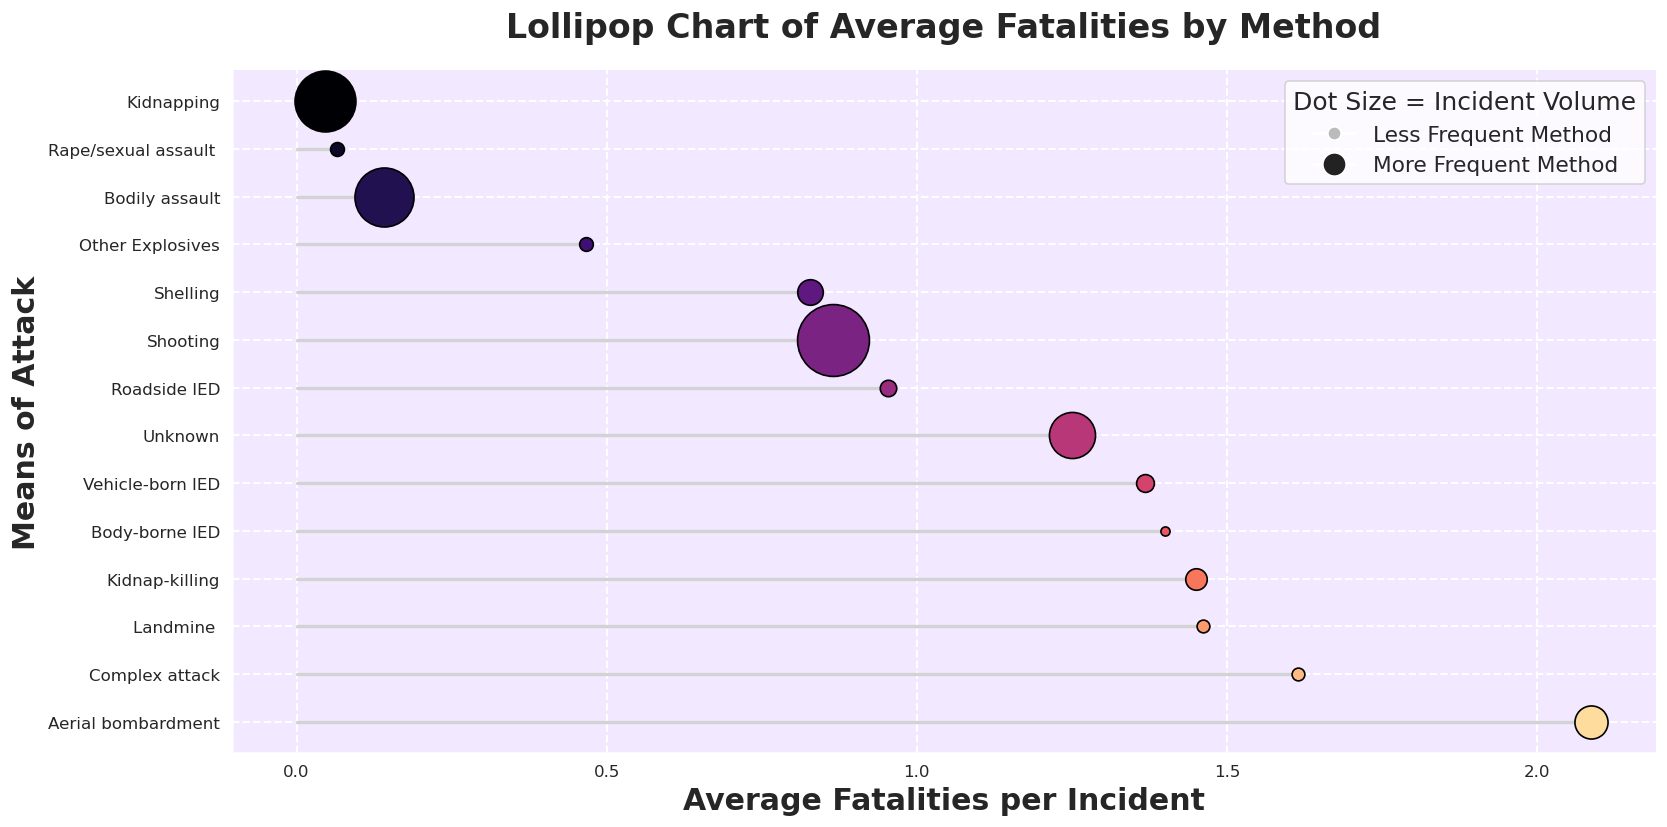 Lollipop Chart of Average Fatalities by Method
Dot Size = Incident Volume
Less Frequent Method
More Frequent Method
Means of Attack
Kidnapping
Rape/sexual assault
Bodily assault
Other Explosives
Shelling
Shooting
Roadside IED
Unknown
Vehicle-born IED
Body-borne IED
Kidnap-killing
Landmine
Complex attack
Aerial bombardment
0.0 0.5 1.0 1.5 2.0
Average Fatalities per Incident